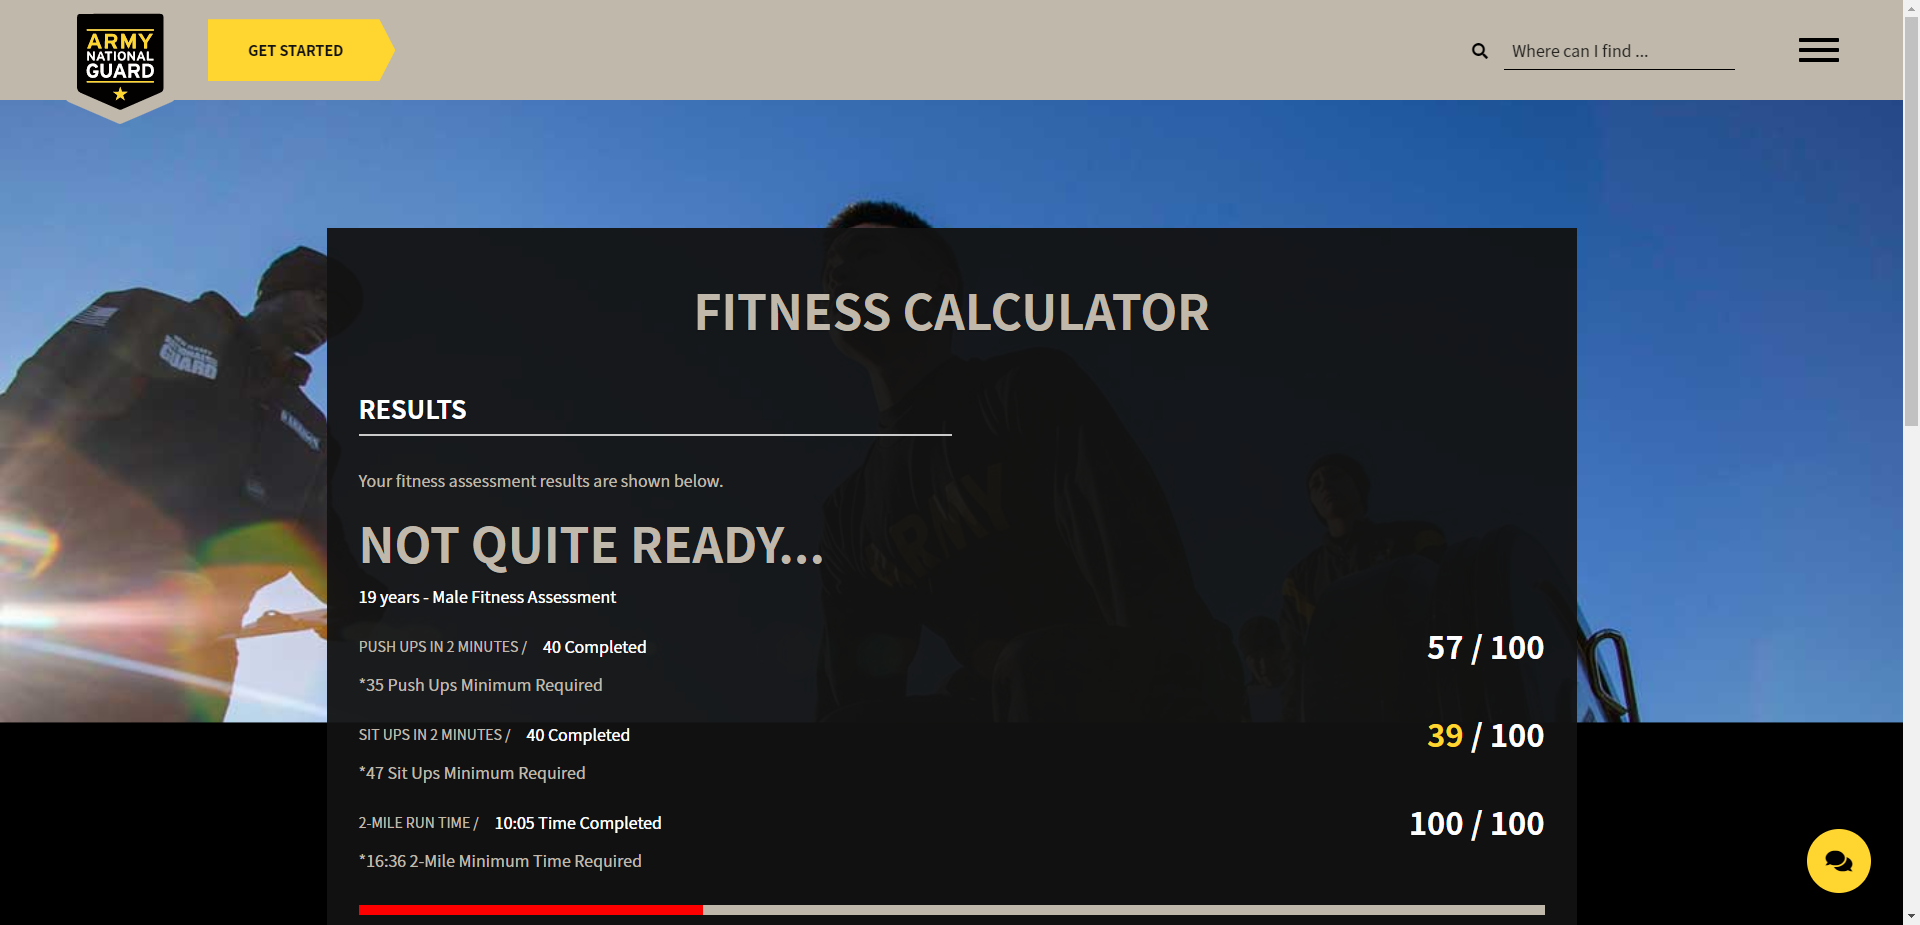 ARMY
NATIONAL
GUARD
GET STARTED
Where can I find ...
NATIONAL
GUARD
ARMY
FITNESS CALCULATOR
RESULTS
Your fitness assessment results are shown below.
NOT QUITE READY...
19 years - Male Fitness Assessment
PUSH UPS IN 2 MINUTES / 40 Completed 57 / 100
*35 Push Ups Minimum Required
SIT UPS IN 2 MINUTES / 40 Completed 39 / 100
*47 Sit Ups Minimum Required
2-MILE RUN TIME / 10:05 Time Completed 100 / 100
*16:36 2-Mile Minimum Time Required